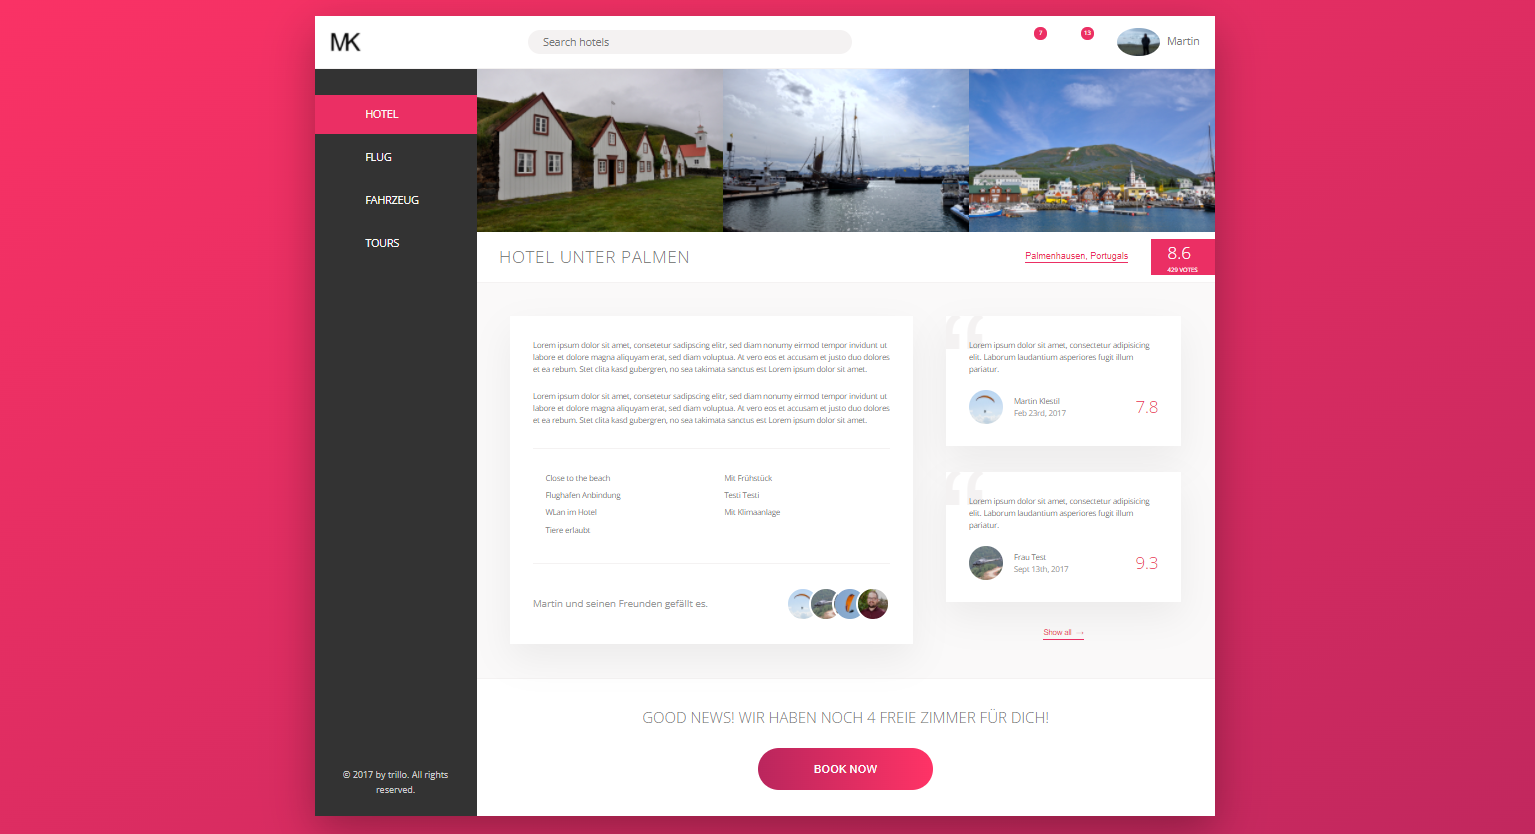 MK
Search hotels
7
13
Martin
HOTEL
FLUG
FAHRZEUG
TOURS
© 2017 by trillo. All rights
reserved.
HOTEL UNTER PALMEN
Palmenhausen, Portugals
8.6
429 VOTES
Lorem ipsum dolor sit amet, consetetur sadipscing elitr, sed diam nonumy eirmod tempor invidunt ut
labore et dolore magna aliquyam erat, sed diam voluptua. At vero eos et accusam et justo duo dolores
et ea rebum. Stet clita kasd gubergren, no sea takimata sanctus est Lorem ipsum dolor sit amet.
Lorem ipsum dolor sit amet, consetetur sadipscing elitr, sed diam nonumy eirmod tempor invidunt ut
labore et dolore magna aliquyam erat, sed diam voluptua. At vero eos et accusam et justo duo dolores
et ea rebum. Stet clita kasd gubergren, no sea takimata sanctus est Lorem ipsum dolor sit amet.
Close to the beach
Flughafen Anbindung
WLan im Hotel
Tiere erlaubt
Mit Frühstück
Testi Testi
Mit Klimaanlage
Martin und seinen Freunden gefällt es.
“
Lorem ipsum dolor sit amet, consectetur adipisicing
elit. Laborum laudantium asperiores fugit illum
pariatur.
Martin Klestil
Feb 23rd, 2017
7.8
“
Lorem ipsum dolor sit amet, consectetur adipisicing
elit. Laborum laudantium asperiores fugit illum
pariatur.
Frau Test
Sept.13th, 2017
9.3
Show all →
GOOD NEWS! WIR HABEN NOCH 4 FREIE ZIMMER FÜR DICH!
BOOK NOW